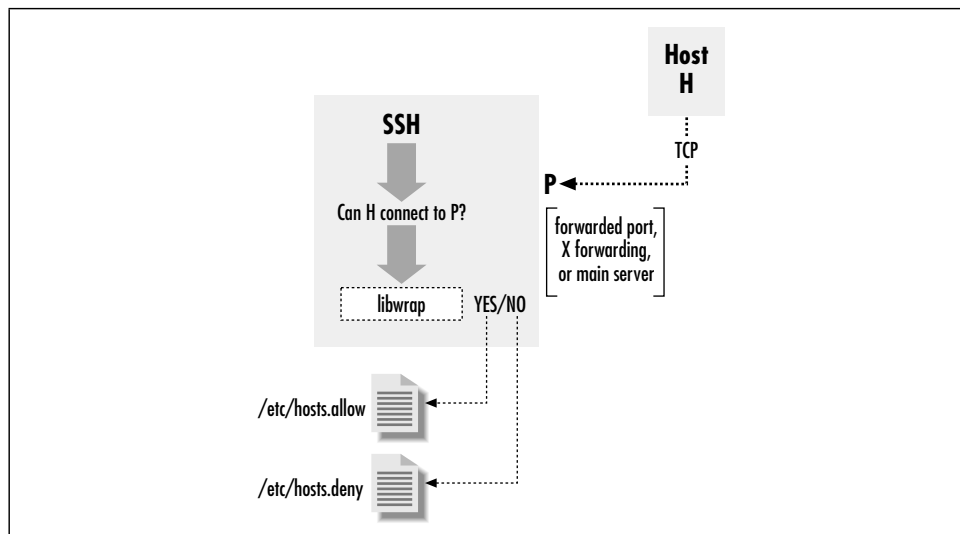 Host
H
SSH
TCP
P
Can H connect to P?
forwarded port,
X forwarding,
or main server
libwrap
YES/NO
/etc/hosts.allow
/etc/hosts.deny